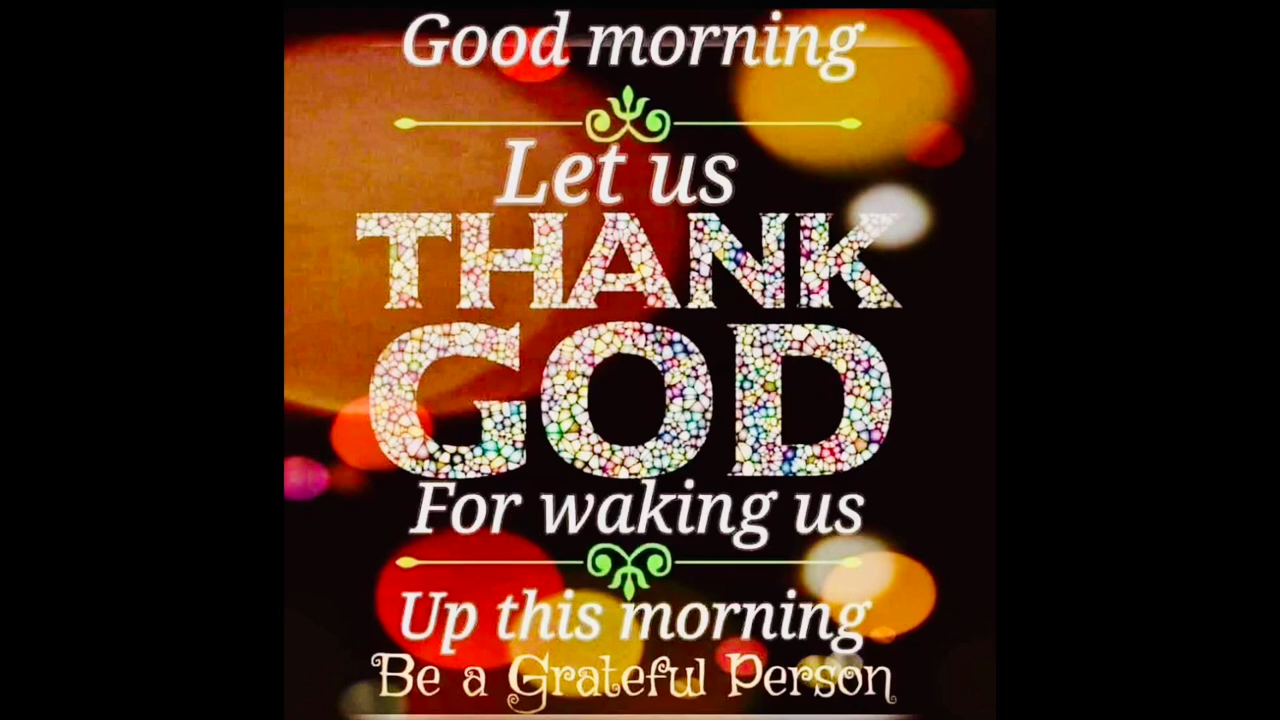 Good morning
Let us
THANK
GOD
For waking us
Up this morning
Be a Grateful Person